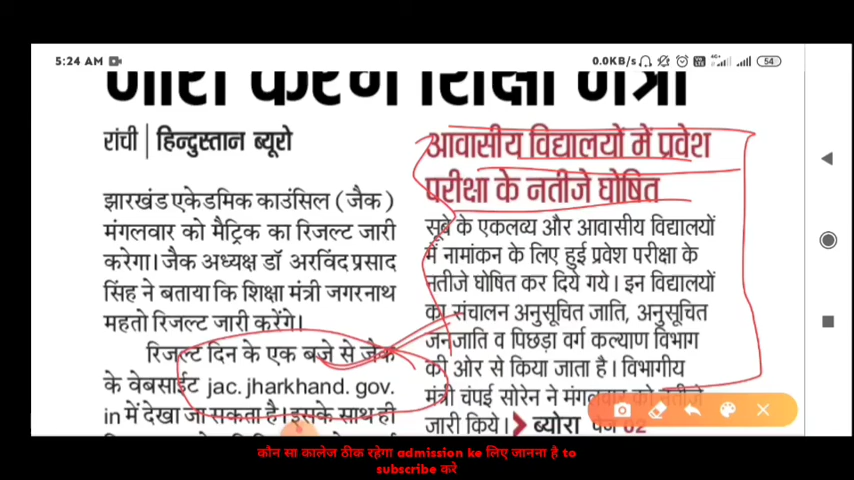 5:24 AM
0.0KB/s
54
जारी करेंगे शिक्षा मंत्री
रांची | हिन्दुस्तान ब्यूरो
झारखंड एकेडमिक काउंसिल (जैक)
मंगलवार को मैट्रिक का रिजल्ट जारी
करेगा। जैक अध्यक्ष डॉ अरविंद प्रसाद
सिंह ने बताया कि शिक्षा मंत्री जगरनाथ
महतो रिजल्ट जारी करेंगे।
रिजल्ट दिन के एक बजे से जैक
के वेबसाईट jac. jharkhand. gov.
in में देखा जा सकता है। इसके साथ ही
आवासीय विद्यालयों में प्रवेश
परीक्षा के नतीजे घोषित
सूबे के एकलव्य और आवासीय विद्यालयों
में नामांकन के लिए हुई प्रवेश परीक्षा के
नतीजे घोषित कर दिये गये। इन विद्यालयों
का संचालन अनुसूचित जाति, अनुसूचित
जनजाति व पिछड़ा वर्ग कल्याण विभाग
की ओर से किया जाता है। विभागीय
मंत्री चंपई सोरेन ने मंगलवार को नतीजे
जारी किये। ब्योरा पेज 02
कौन सा कालेज ठीक रहेगा admission ke लिए जानना है to
subscribe करे